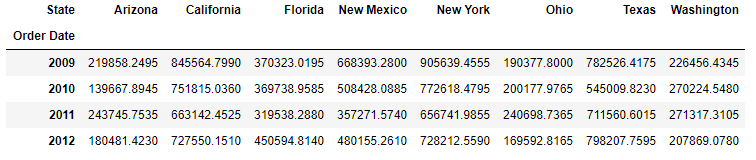 State Arizona California Florida New Mexico New York Ohio Texas Washington
Order Date
2009 219858.2495 845564.7990 370323.0195 668393.2800 905639.4555 190377.8000 782526.4175 226456.4345
2010 139667.8945 751815.0360 369738.9585 508428.0885 772618.4795 200177.9765 545009.8230 270224.5480
2011 243745.7535 663142.4525 319538.2880 357271.5740 656741.9855 240698.7365 711560.6015 271317.3105
2012 180481.4230 727550.1510 450594.8140 480155.2610 728212.5590 169592.8165 798207.7595 207869.0780